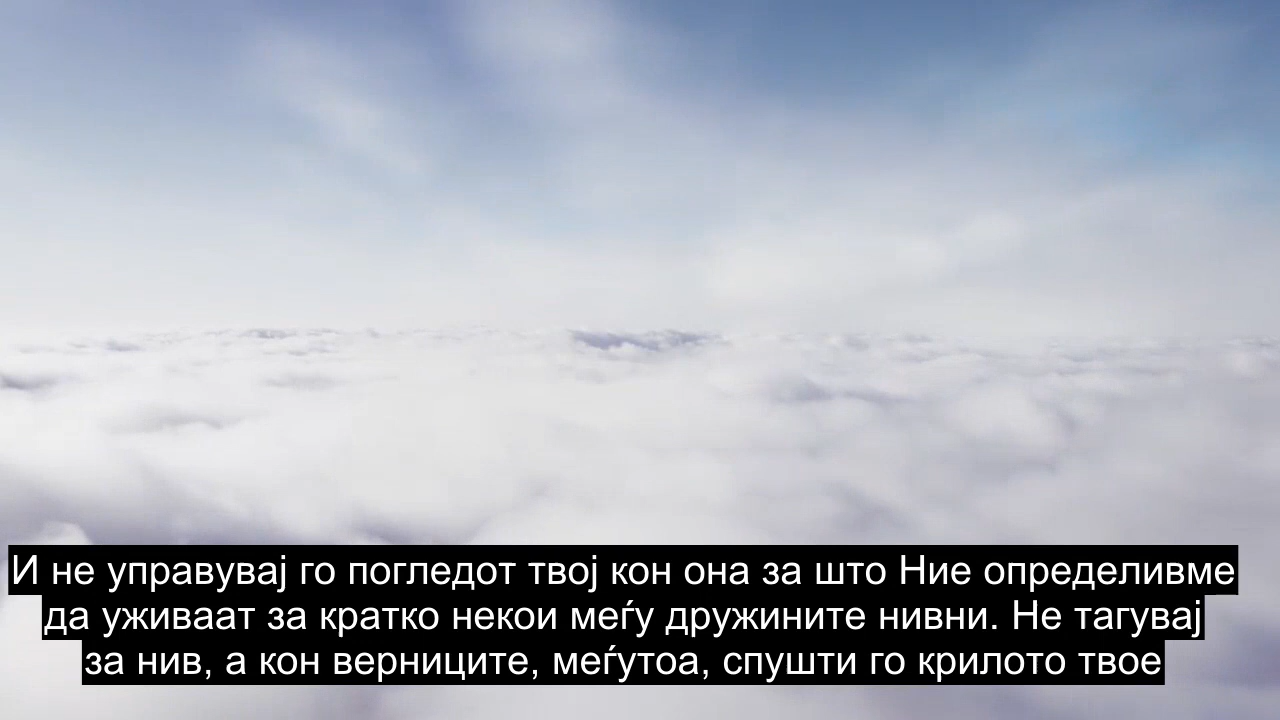 И не управувај го погледот твој кон она за што Ние определивме
да уживаат за кратко некои меѓу дружините нивни. Не тагувај
за нив, а кон верниците, меѓутоа, спушти го крилото твое